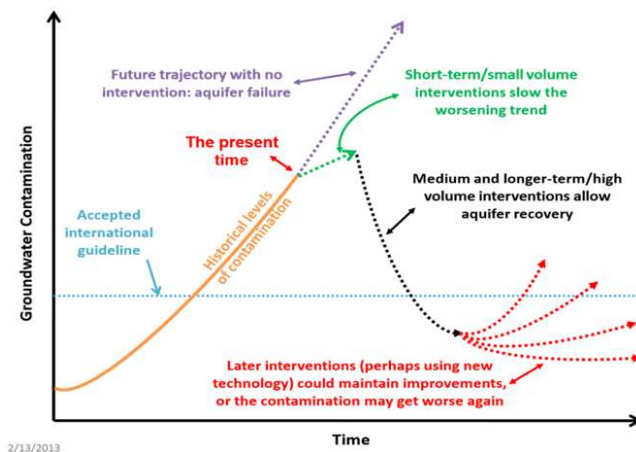 Future trajectory with no
intervention: aquifer failure
Short-term/small volume
interventions slow the
worsening trend
The present
time
Medium and longer-term/high
volume interventions allow
aquifer recovery
Accepted
international
guideline
Historical levels
of contamination
Groundwater Contamination
Later interventions (perhaps using new
technology) could maintain improvements,
or the contamination may get worse again
Time
2/13/2013